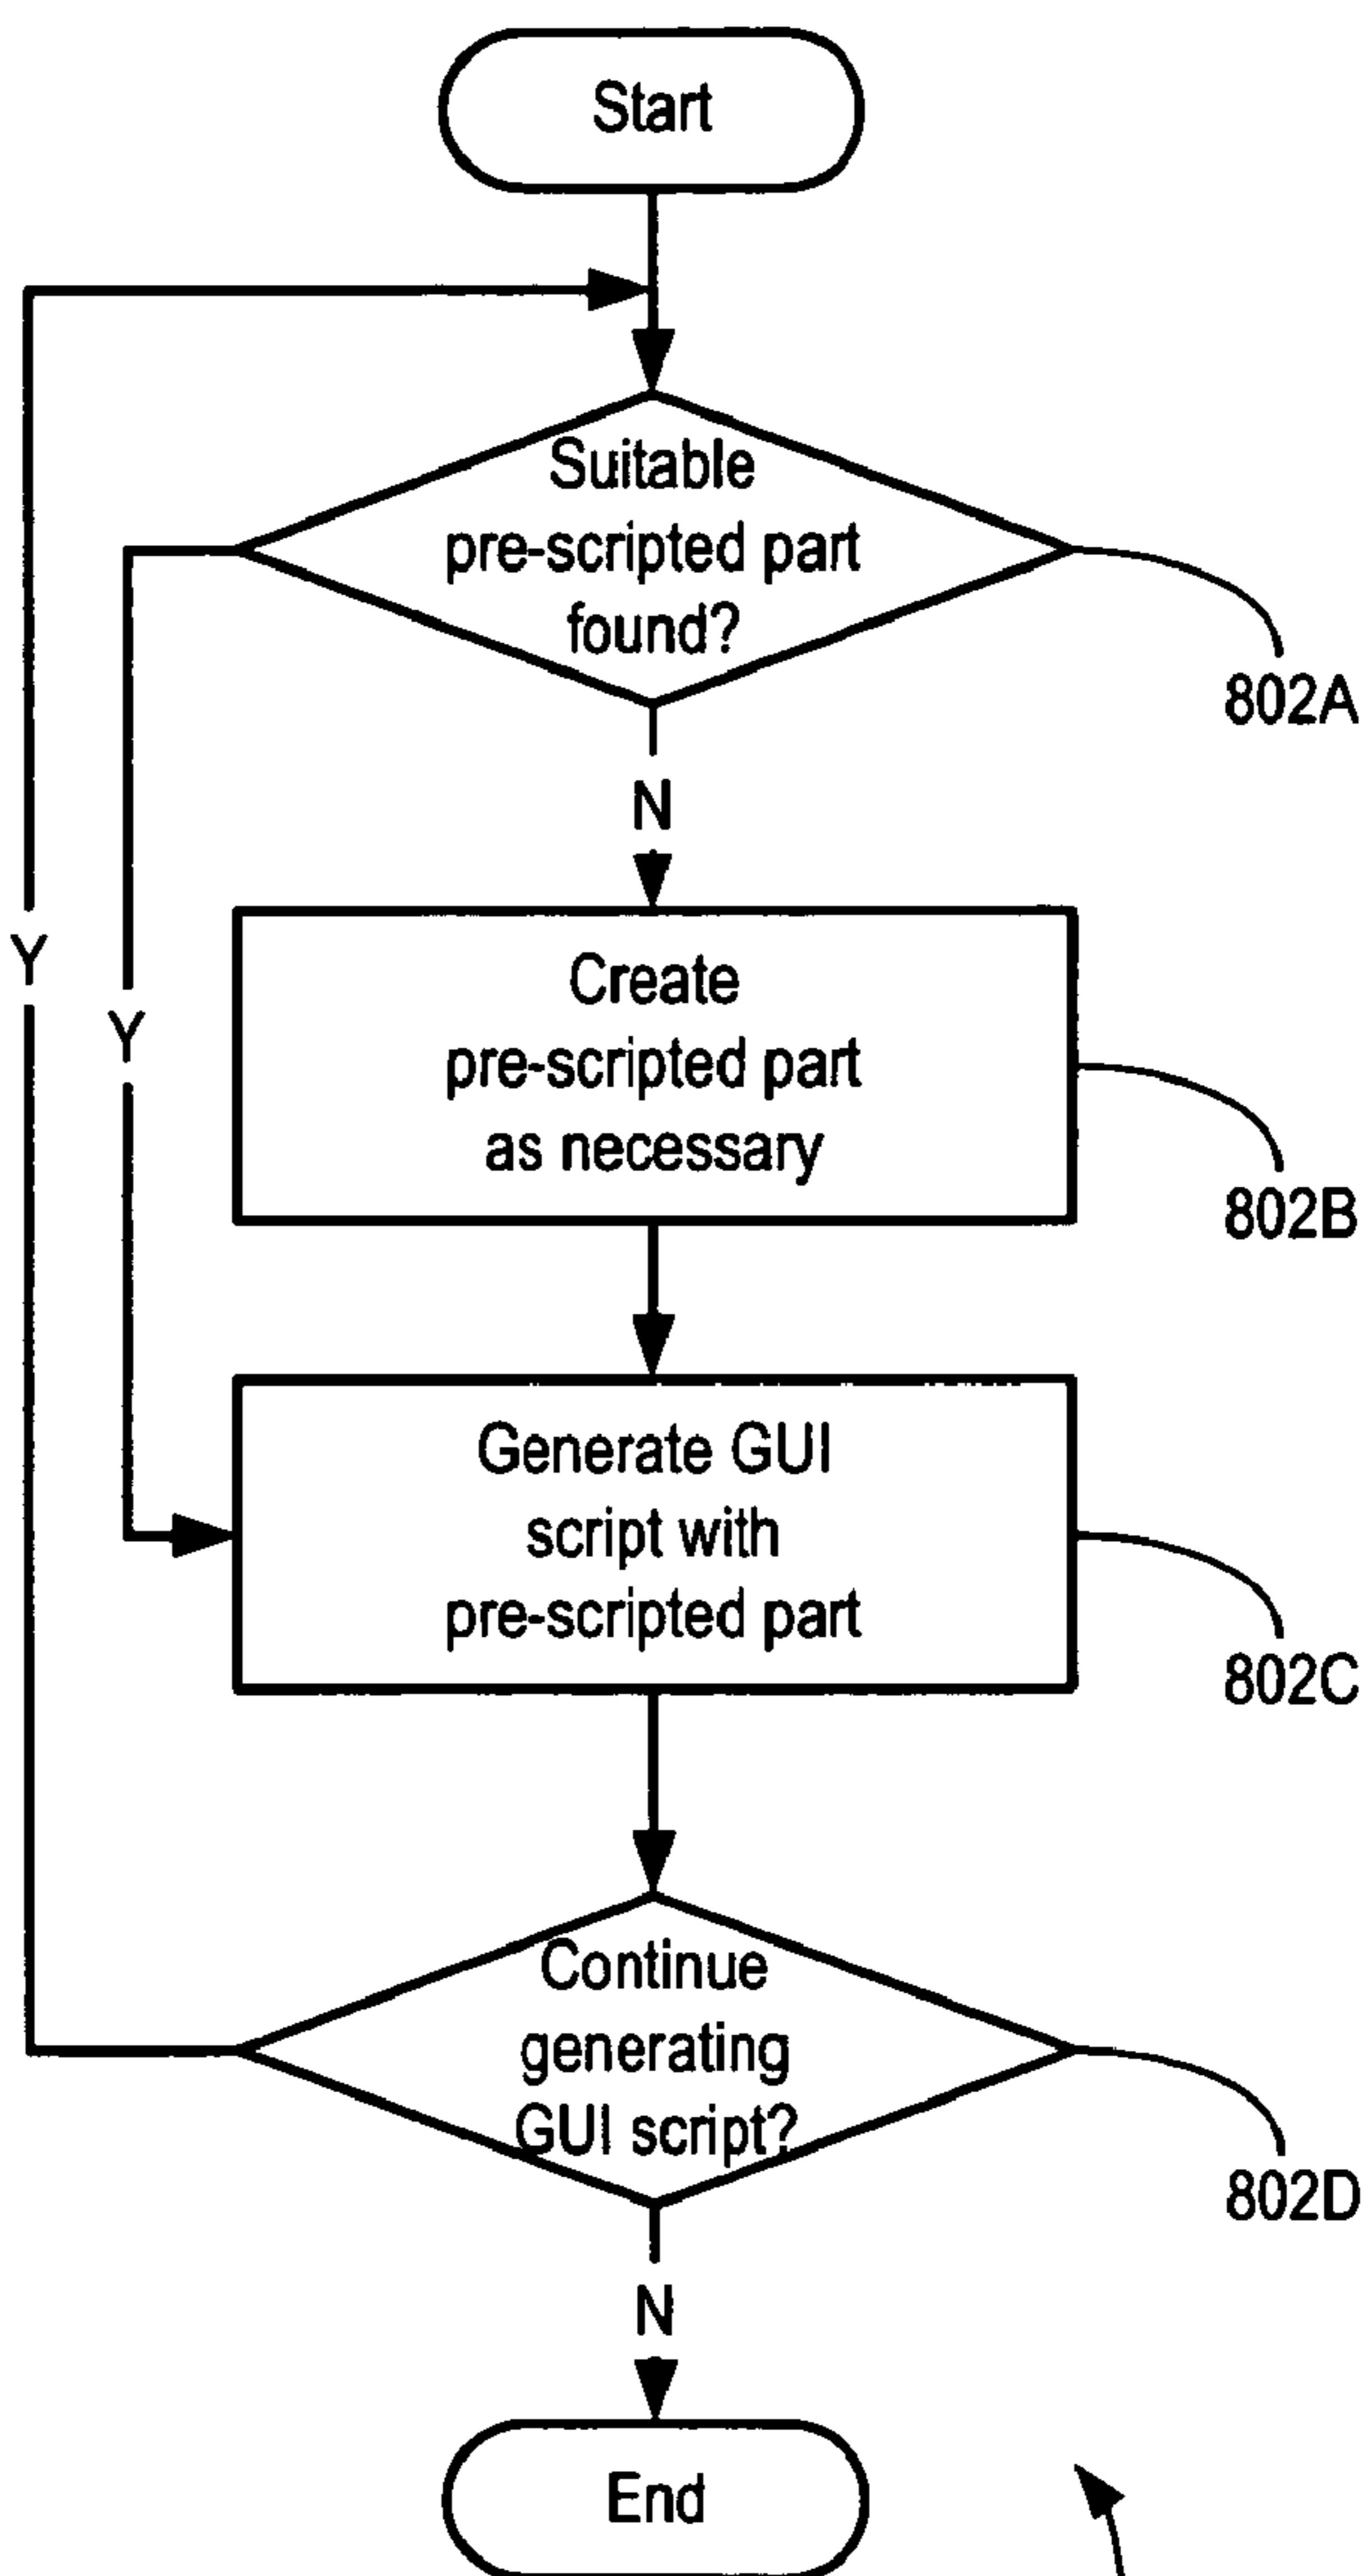 Start
Suitable
pre-scripted part
found?
802A
N
Create
pre-scripted part
as necessary
802B
Y
Y
Generate GUI
script with
pre-scripted part
802C
Continue
generating
GUI script?
802D
N
End